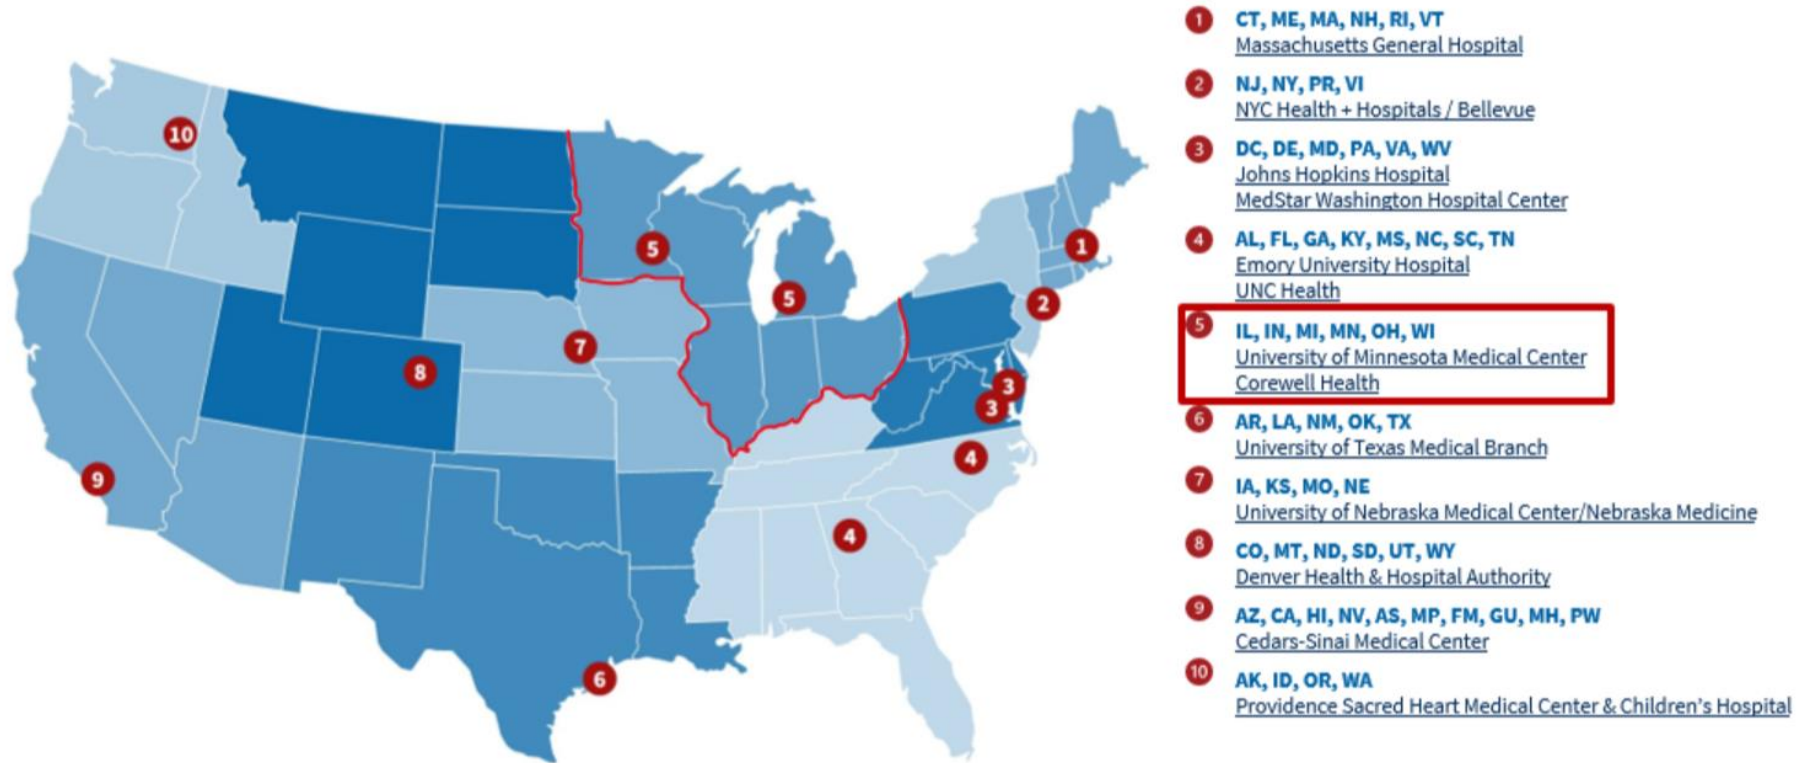 10
5
5
1
2
7
8
3
3
4
9
4
6
1 CT, ME, MA, NH, RI, VT
Massachusetts General Hospital
2 NJ, NY, PR, VI
NYC Health + Hospitals / Bellevue
3 DC, DE, MD, PA, VA, WV
Johns Hopkins Hospital
MedStar Washington Hospital Center
4 AL, FL, GA, KY, MS, NC, SC, TN
Emory University Hospital
UNC Health
5 IL, IN, MI, MN, OH, WI
University of Minnesota Medical Center
Corewell Health
6 AR, LA, NM, OK, TX
University of Texas Medical Branch
7 IA, KS, MO, NE
University of Nebraska Medical Center/Nebraska Medicine
8 CO, MT, ND, SD, UT, WY
Denver Health & Hospital Authority
9 AZ, CA, HI, NV, AS, MP, FM, GU, MH, PW
Cedars-Sinai Medical Center
10 AK, ID, OR, WA
Providence Sacred Heart Medical Center & Children's Hospital